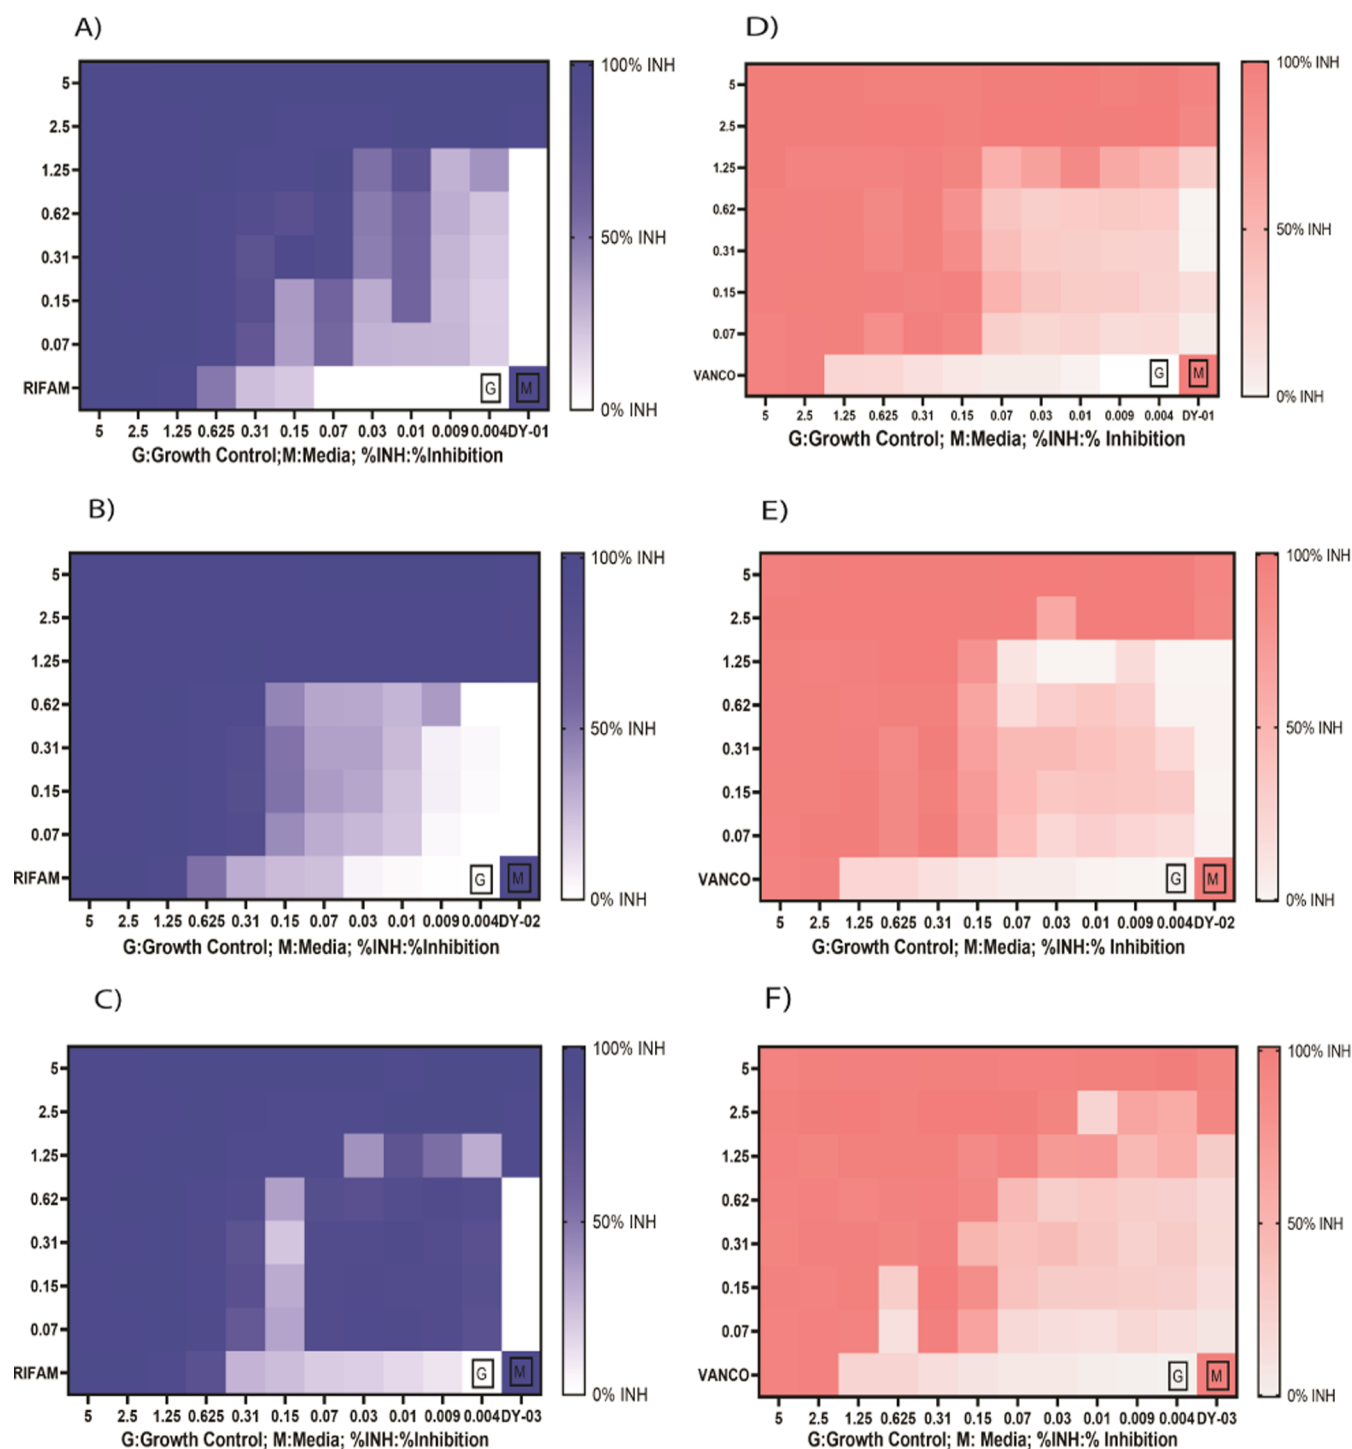 A)
5
2.5
1.25
0.62
0.31
0.15
0.07
RIFAM
G
M
5 2.5 1.25 0.625 0.31 0.15 0.07 0.03 0.01 0.009 0.004 DY-01
G:Growth Control;M:Media; %INH:%Inhibition
100% INH
50% INH
0% INH
D)
5
2.5
1.25
0.62
0.31
0.15
0.07
VANCO
G
M
5 2.5 1.25 0.625 0.31 0.15 0.07 0.03 0.01 0.009 0.004 DY-01
G:Growth Control; M:Media; %INH:% Inhibition
100% INH
50% INH
0% INH
B)
5
2.5
1.25
0.62
0.31
0.15
0.07
RIFAM
G
M
5 2.5 1.25 0.625 0.31 0.15 0.07 0.03 0.01 0.009 0.004 DY-02
G:Growth Control; M:Media; %INH:%Inhibition
100% INH
50% INH
0% INH
E)
5
2.5
1.25
0.62
0.31
0.15
0.07
VANCO
G
M
5 2.5 1.25 0.625 0.31 0.15 0.07 0.03 0.01 0.009 0.004 DY-02
G:Growth Control; M:Media; %INH:% Inhibition
100% INH
50% INH
0% INH
C)
5
2.5
1.25
0.62
0.31
0.15
0.07
RIFAM
G
M
5 2.5 1.25 0.625 0.31 0.15 0.07 0.03 0.01 0.009 0.004 DY-03
G:Growth Control; M:Media; %INH:%Inhibition
100% INH
50% INH
0% INH
F)
5
2.5
1.25
0.62
0.31
0.15
0.07
VANCO
G
M
5 2.5 1.25 0.625 0.31 0.15 0.07 0.03 0.01 0.009 0.004 DY-03
G:Growth Control; M: Media; %INH:% Inhibition
100% INH
50% INH
0% INH